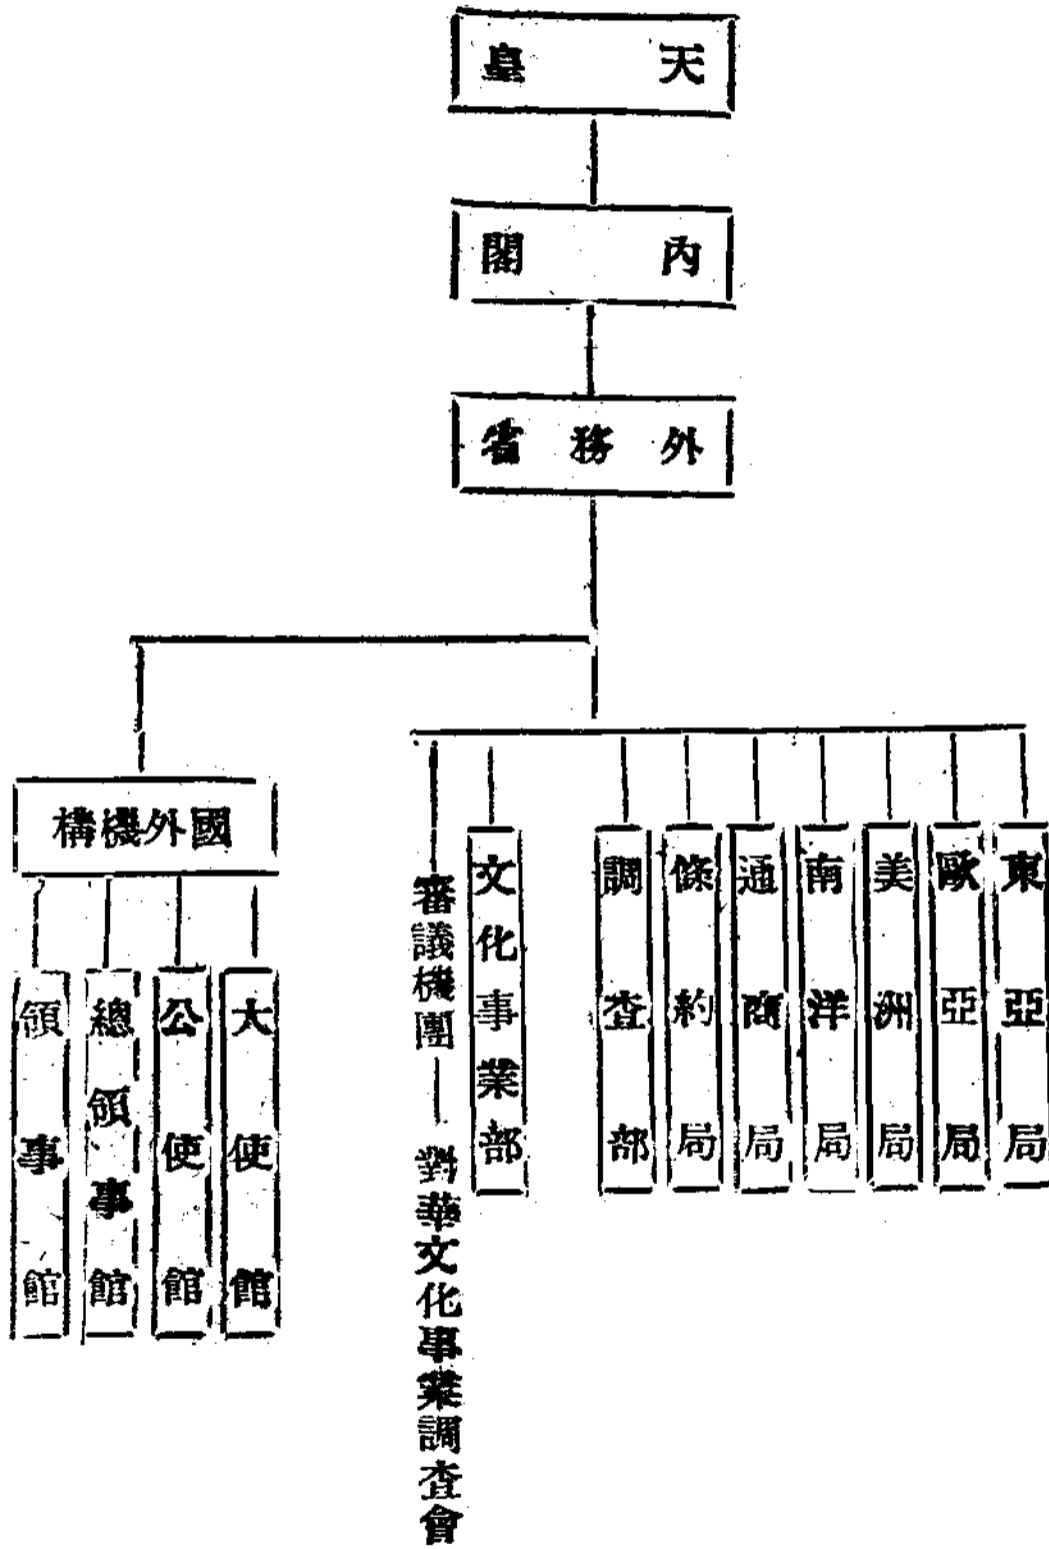 天皇
內閣
外務省
東亞局
歐亞局
美洲局
南洋局
通商局
條約局
調查部
文化事業部
審議機團—對華文化事業調查會
國外機構
大使館
公使館
總領事館
領事館